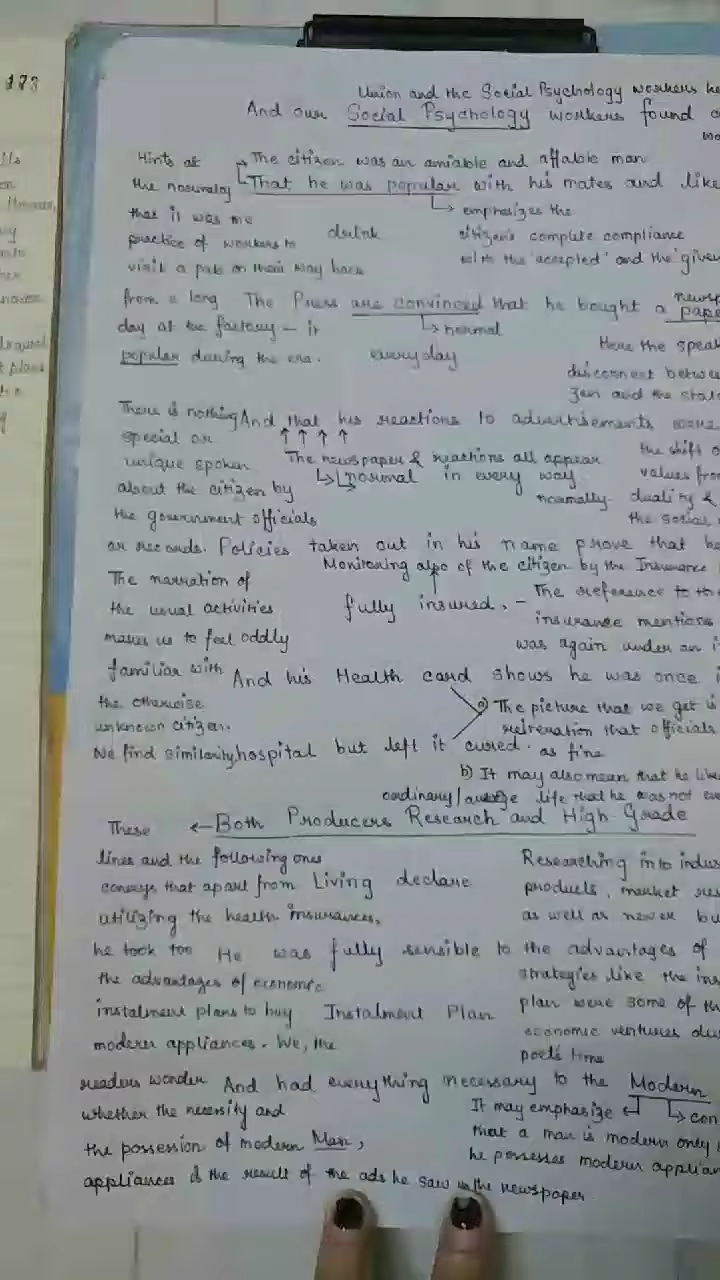 173
Union and the Social Psychology workers
And our Social Psychology workers found
Hints at → The citizen was an amiable and affable man
the normalcy That he was popular with his mates and like
that it was the → emphasizes the
practice of workers to drink citizen's complete compliance
visit a pub on their way back with the 'accepted' and the 'given
from a long The Press are convinced that he bought a paper
day at the factory – it ↳ normal
popular during the era. everyday Here the speak
disconnect between
zen and the state
There is nothing And that his reactions to advertisements were
special or ↑ ↑ ↑ ↑ the shift
unique spoken The newspaper & reactions all appear values from
about the citizen by ↳ normal in every way
the government officials normally duality &
the social
or records. Policies taken out in his name prove that
Monitoring also of the citizen by the Insurance
The narration of
the usual activities fully insured, – The reference to
makes us to feel oddly insurance mentions
was again under an
familiar with And his Health card shows he was once
the otherwise a) The picture that we get is
unknown citizen. officials
We find similarity, hospital but left it cured. as fine
b) It may also mean that he
ordinary/average life that he was not
These ← Both Producers Research and High-Grade
lines and the following ones Researching into
conveys that apart from Living declare products, market
utilizing the health insurances, as well as newer
he took too He was fully sensible to the advantages of
the advantages of economic strategies, like the
instalment plans to buy Instalment Plan plan were some of
modern appliances. We, the economic ventures
poet's time
readers wonder And had everything necessary to the Modern
whether the necessity and It may emphasize ↳
the possession of modern Man, that a man is modern only
he possesses modern
appliances is the result of the ads he saw in the newspaper.